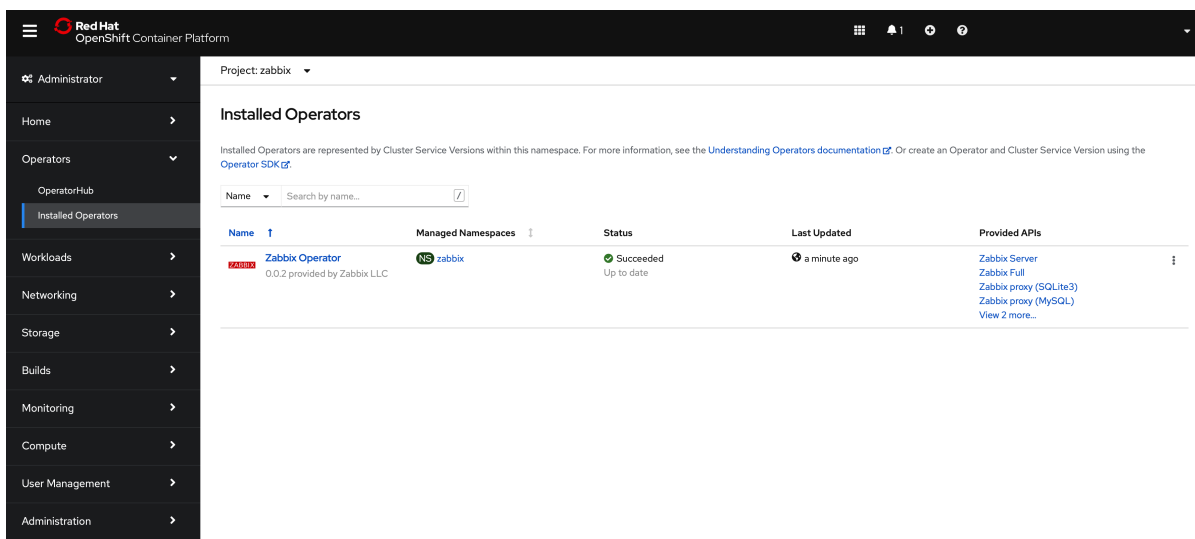 Red Hat
OpenShift Container Platform
1
Administrator
Project: zabbix
Home
Operators
OperatorHub
Installed Operators
Workloads
Networking
Storage
Builds
Monitoring
Compute
User Management
Administration
Installed Operators
Installed Operators are represented by Cluster Service Versions within this namespace. For more information, see the Understanding Operators documentation. Or create an Operator and Cluster Service Version using the
Operator SDK.
Name Search by name... /
Name Managed Namespaces Status Last Updated Provided APIs
ZABBIX Zabbix Operator NS zabbix Succeeded a minute ago Zabbix Server
0.0.2 provided by Zabbix LLC Up to date Zabbix Full
Zabbix proxy (SQLite3)
Zabbix proxy (MySQL)
View 2 more...